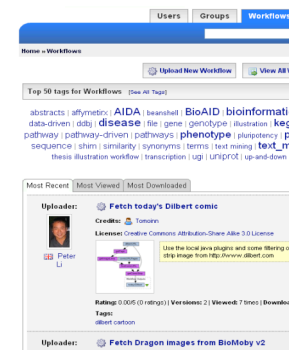 Users Groups Workflows
Home » Workflows
Upload New Workflow View All
Top 50 tags for Workflows [See All Tags]
abstracts | affymetirx | AIDA | beanshell | BioAID | bioinformati
data-driven | ddbj | disease | file | gene | genotype | illustration | keg
pathway | pathway-driven | pathways | phenotype | pluripotency | p
sequence | shim | similarity | synonyms | terms | text mining | text_m
thesis illustration workflow | transcription | ugi | uniprot | up-and-down
Most Recent Most Viewed Most Downloaded
Uploader: Fetch today's Dilbert comic
Credits: Tomoinn
License: Creative Commons Attribution-Share Alike 3.0 License
Use the local java plugins and some filtering o
strip image from http://www.dilbert.com
Peter
Li
Rating: 0.00/5 (0 ratings) | Versions: 2 | Viewed: 7 times | Downloa
Tags:
dilbert cartoon
Uploader: Fetch Dragon images from BioMoby v2